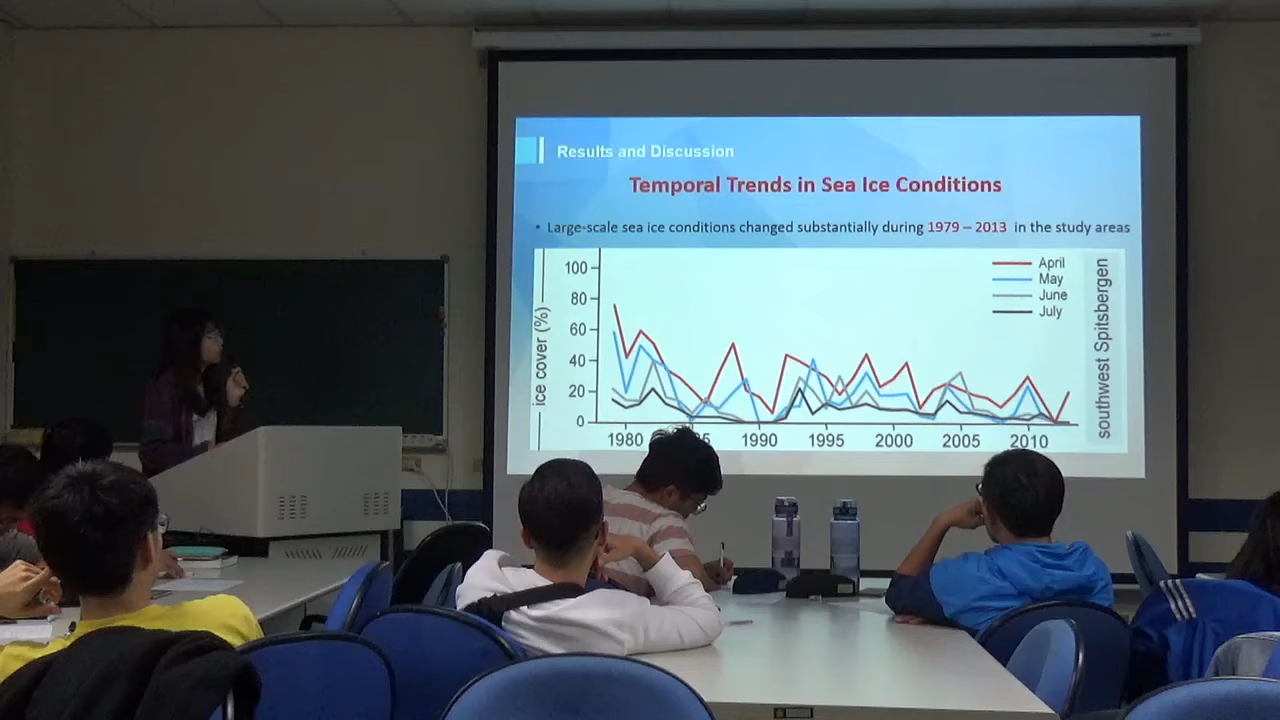 Results and Discussion
Temporal Trends in Sea Ice Conditions
• Large-scale sea ice conditions changed substantially during 1979 – 2013 in the study areas
ice cover (%)
100
80
60
40
20
0
1980
1990
1995
2000
2005
2010
April
May
June
July
southwest Spitsbergen